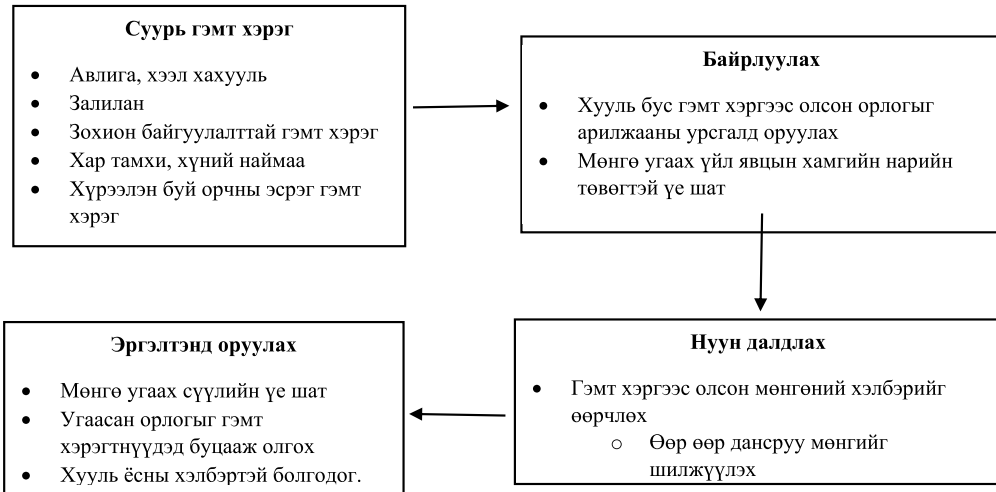 Суурь гэмт хэрэг
• Авлига, хээл хахууль
• Залилан
• Зохион байгуулалттай гэмт хэрэг
• Хар тамхи, хүний наймаа
• Хүрээлэн буй орчны эсрэг гэмт
хэрэг
Байрлуулах
• Хууль бус гэмт хэргээс олсон орлогыг
арилжааны урсгалд оруулах
• Мөнгө угаах үйл явцын хамгийн нарийн
төвөгтэй үе шат
Нуун далдлах
• Гэмт хэргээс олсон мөнгөний хэлбэрийг
өөрчлөх
o Өөр өөр дансруу мөнгийг
шилжүүлэх
Эргэлтэнд оруулах
• Мөнгө угаах сүүлийн үе шат
• Угаасан орлогыг гэмт
хэрэгтнүүдэд буцааж олгох
• Хууль ёсны хэлбэртэй болгодог.